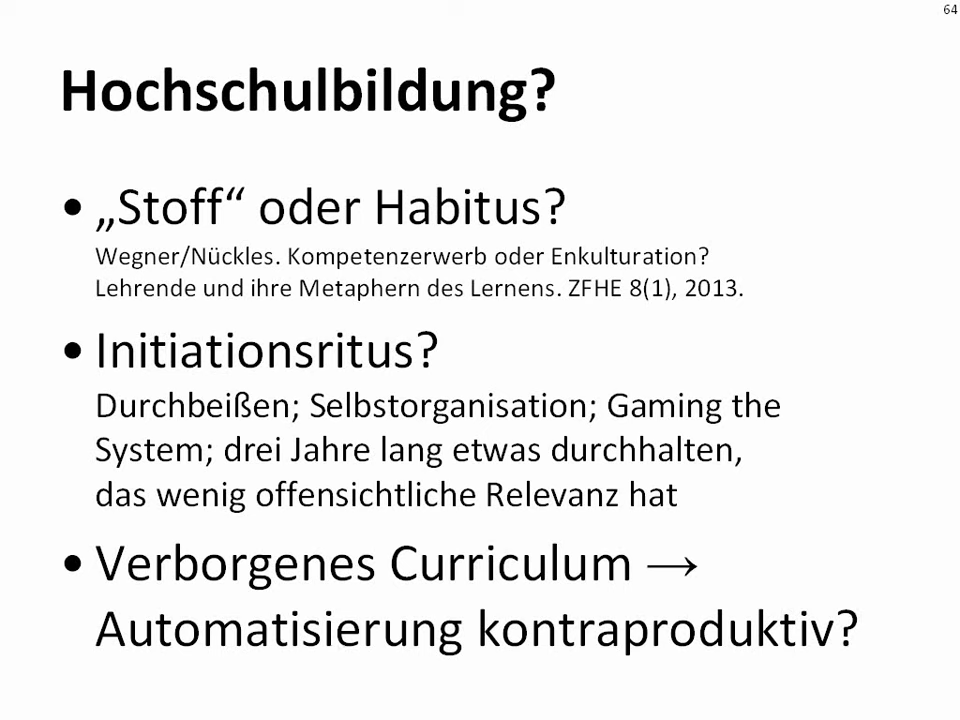 64
Hochschulbildung?
• „Stoff“ oder Habitus?
Wegner/Nückles. Kompetenzerwerb oder Enkulturation?
Lehrende und ihre Metaphern des Lernens. ZFHE 8(1), 2013.
• Initiationsritus?
Durchbeißen; Selbstorganisation; Gaming the
System; drei Jahre lang etwas durchhalten,
das wenig offensichtliche Relevanz hat
• Verborgenes Curriculum →
Automatisierung kontraproduktiv?